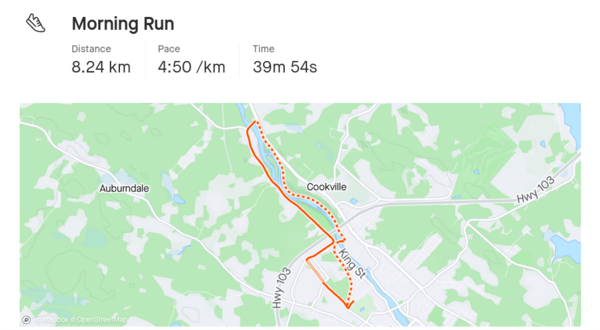 Morning Run
Distance Pace Time
8.24 km 4:50 /km 39m 54s
Auburndale
Cookville
Hwy 103
King St
Hwy 103
© OpenStreetMap